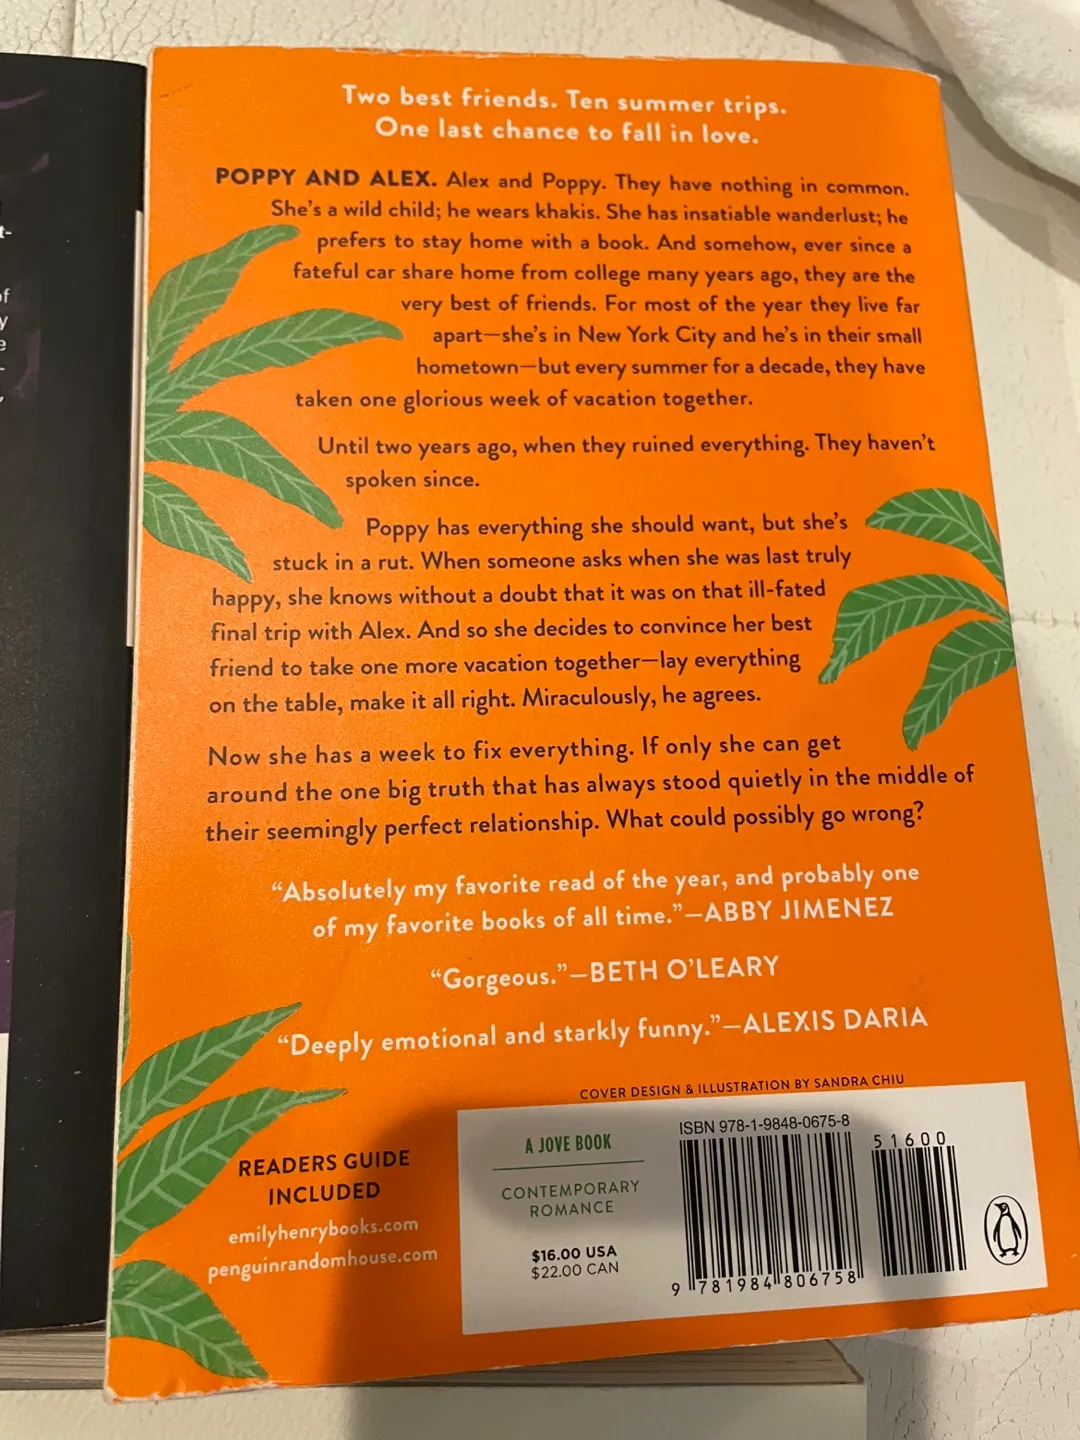 Two best friends. Ten summer trips.
One last chance to fall in love.
POPPY AND ALEX. Alex and Poppy. They have nothing in common.
She's a wild child; he wears khakis. She has insatiable wanderlust; he
prefers to stay home with a book. And somehow, ever since a
fateful car share home from college many years ago, they are the
very best of friends. For most of the year they live far
apart—she's in New York City and he's in their small
hometown—but every summer for a decade, they have
taken one glorious week of vacation together.
Until two years ago, when they ruined everything. They haven't
spoken since.
Poppy has everything she should want, but she's
stuck in a rut. When someone asks when she was last truly
happy, she knows without a doubt that it was on that ill-fated
final trip with Alex. And so she decides to convince her best
friend to take one more vacation together—lay everything
on the table, make it all right. Miraculously, he agrees.
Now she has a week to fix everything. If only she can get
around the one big truth that has always stood quietly in the middle of
their seemingly perfect relationship. What could possibly go wrong?
“Absolutely my favorite read of the year, and probably one
of my favorite books of all time.”—ABBY JIMENEZ
“Gorgeous.”—BETH O'LEARY
“Deeply emotional and starkly funny.”—ALEXIS DARIA
COVER DESIGN & ILLUSTRATION BY SANDRA CHIU
READERS GUIDE
INCLUDED
emilyhenrybooks.com
penguinrandomhouse.com
A JOVE BOOK
CONTEMPORARY
ROMANCE
$16.00 USA
$22.00 CAN
ISBN 978-1-9848-0675-8
51600
9 781984 806758